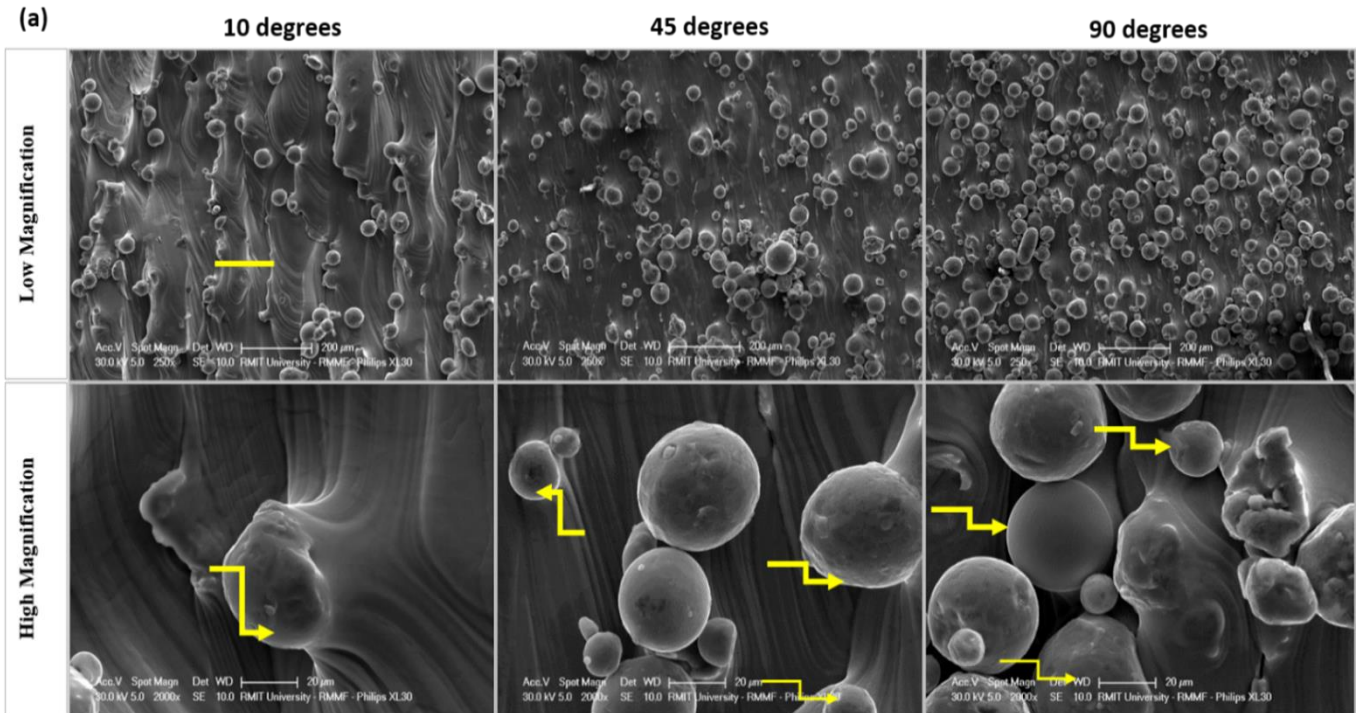 (a)
10 degrees
45 degrees
90 degrees
Low Magnification
Acc.V Spot Magn Det WD 200 µm
30.0 kV 5.0 250x SE 10.0 RMIT University - RMMF - Philips XL30
Acc.V Spot Magn Det WD 200 µm
30.0 kV 5.0 250x SE 10.0 RMIT University - RMMF - Philips XL30
Acc.V Spot Magn Det WD 200 µm
30.0 kV 5.0 250x SE 10.0 RMIT University - RMMF - Philips XL30
High Magnification
Acc.V Spot Magn Det WD 20 µm
30.0 kV 5.0 2000x SE 10.0 RMIT University - RMMF - Philips XL30
Acc.V Spot Magn Det WD 20 µm
30.0 kV 5.0 2000x SE 10.0 RMIT University - RMMF - Philips XL30
Acc.V Spot Magn Det WD 20 µm
30.0 kV 5.0 2000x SE 10.0 RMIT University - RMMF - Philips XL30